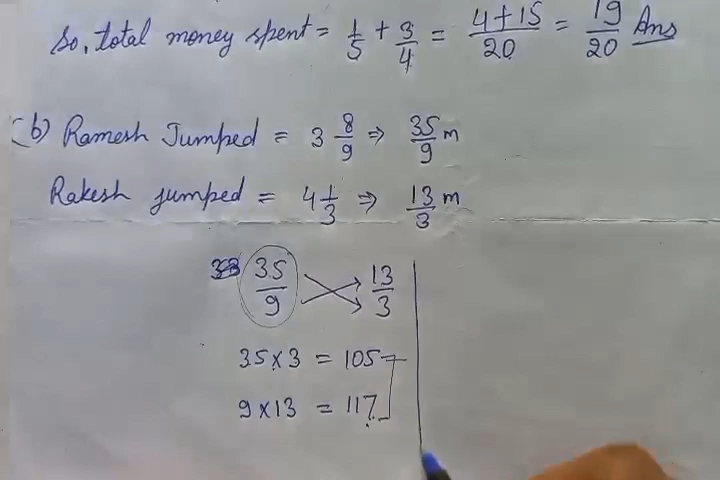 So, total money spent = 1/5 + 3/4 = 4+15/20 = 19/20 Ans
(b) Ramesh Jumped = 3 8/9 ⇒ 35/9 m
Rakesh jumped = 4 1/3 ⇒ 13/3 m
35/9 13/3
35 × 3 = 105
9 × 13 = 117